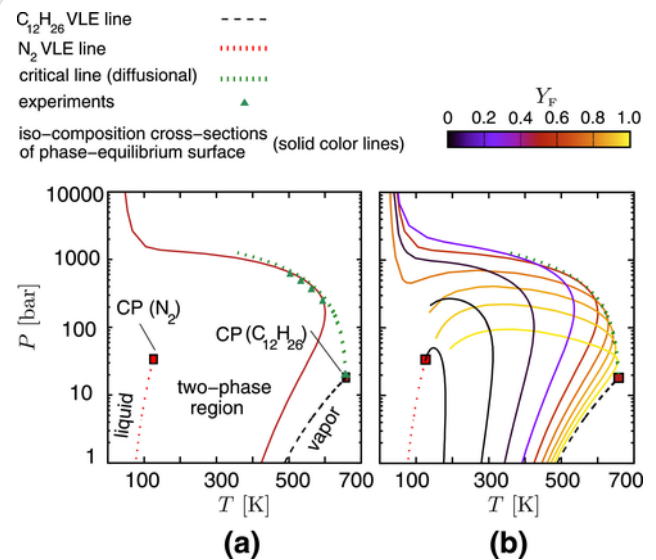 C12H26 VLE line
N2 VLE line
critical line (diffusional)
experiments
iso−composition cross−sections
of phase−equilibrium surface (solid color lines)
YF
0 0.2 0.4 0.6 0.8 1.0
10000
1000
100
10
1
P [bar]
CP (N2)
CP (C12H26)
two−phase
region
liquid
vapor
100 300 500 700
T [K]
(a)
100 300 500 700
T [K]
(b)